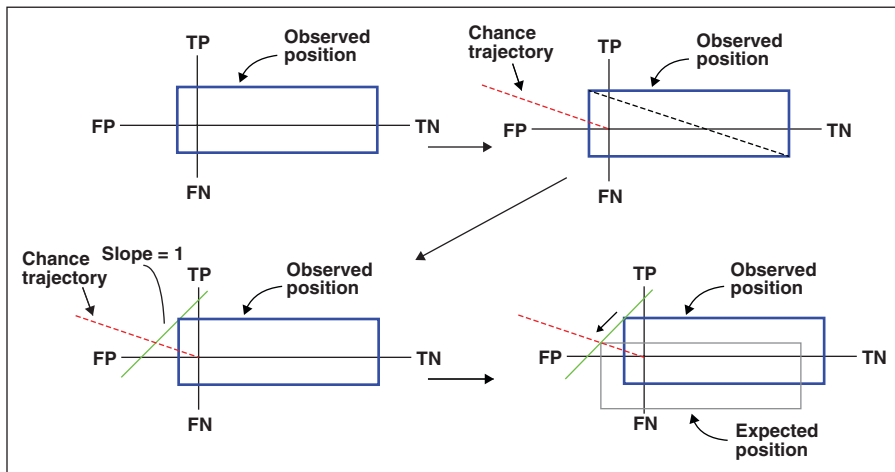 TP
Observed
position
FP
TN
FN
Chance
trajectory
TP
Observed
position
FP
TN
FN
Chance
trajectory
Slope = 1
TP
Observed
position
FP
TN
FN
TP
Observed
position
FP
TN
FN
Expected
position